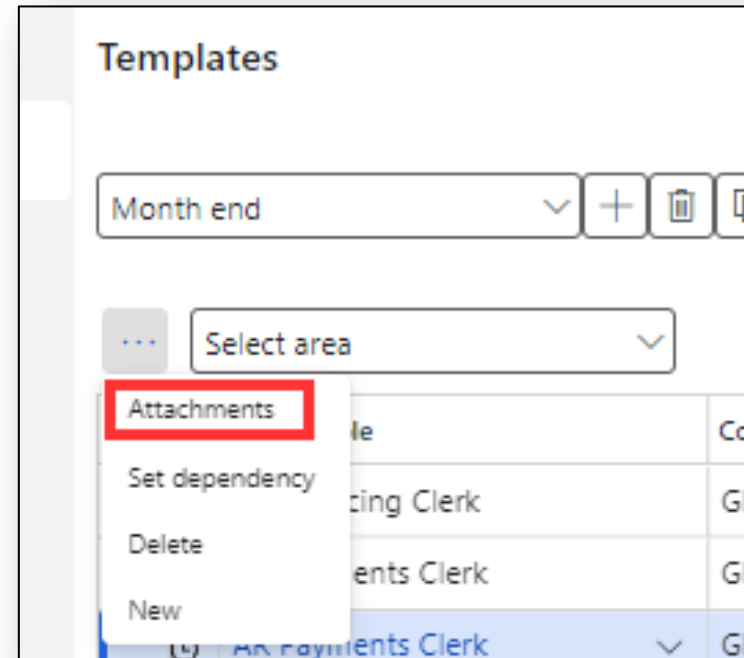 Templates
Month end
...
Select area
Attachments
le
Co
Set dependency
cing Clerk
Gl
Delete
ents Clerk
Gl
New
AR Payments Clerk
Gl